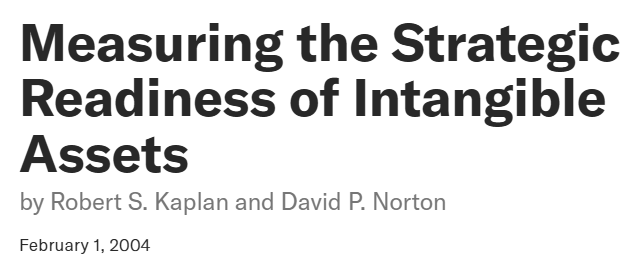 Measuring the Strategic
Readiness of Intangible
Assets
by Robert S. Kaplan and David P. Norton
February 1, 2004